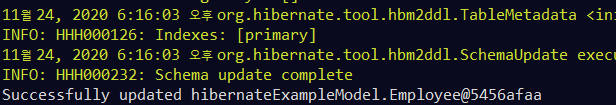 11월 24, 2020 6:16:03 오후 org.hibernate.tool.hbm2ddl.TableMetadata <in
INFO: HHH000126: Indexes: [primary]
11월 24, 2020 6:16:03 오후 org.hibernate.tool.hbm2ddl.SchemaUpdate execu
INFO: HHH000232: Schema update complete
Successfully updated hibernateExampleModel.Employee@5456afaa